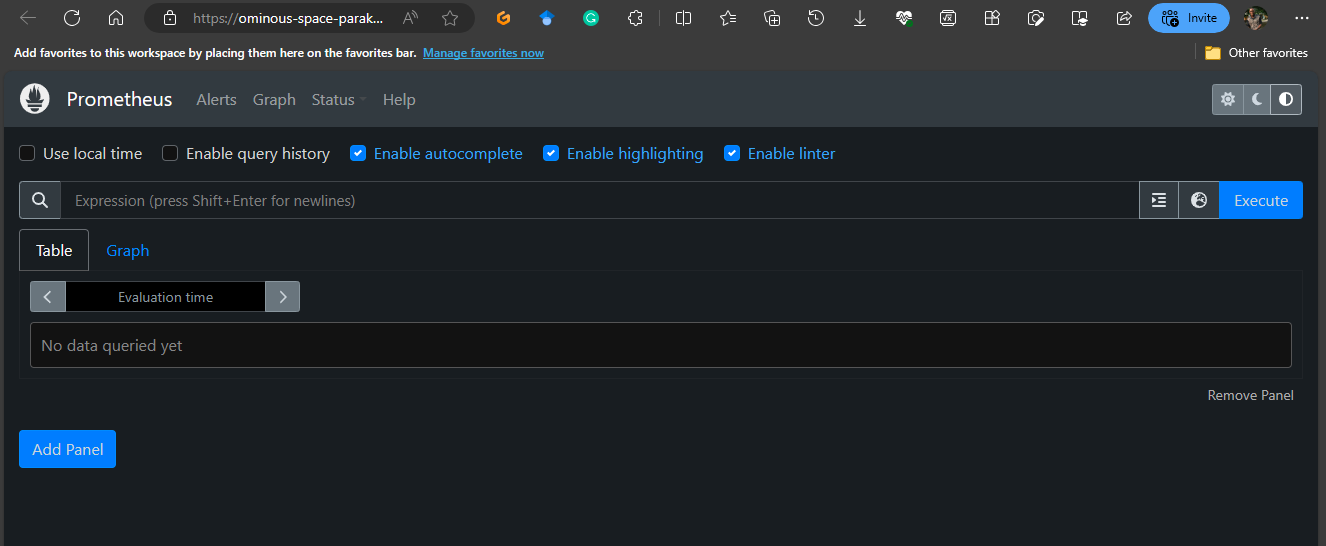 https://ominous-space-parak...
Invite
Add favorites to this workspace by placing them here on the favorites bar. Manage favorites now
Other favorites
Prometheus Alerts Graph Status Help
Use local time Enable query history Enable autocomplete Enable highlighting Enable linter
Expression (press Shift+Enter for newlines)
Execute
Table Graph
Evaluation time
No data queried yet
Remove Panel
Add Panel